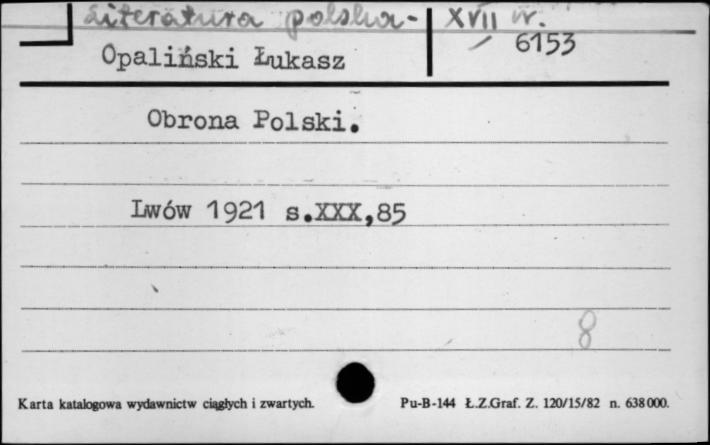 Literatura polska - XVII w.
6153
Opaliński Łukasz
Obrona Polski.
Lwów 1921 s.XXX,85
8
Karta katalogowa wydawnictw ciągłych i zwartych.
Pu-B-144 Ł.Z.Graf. Z. 120/15/82 n. 638000.